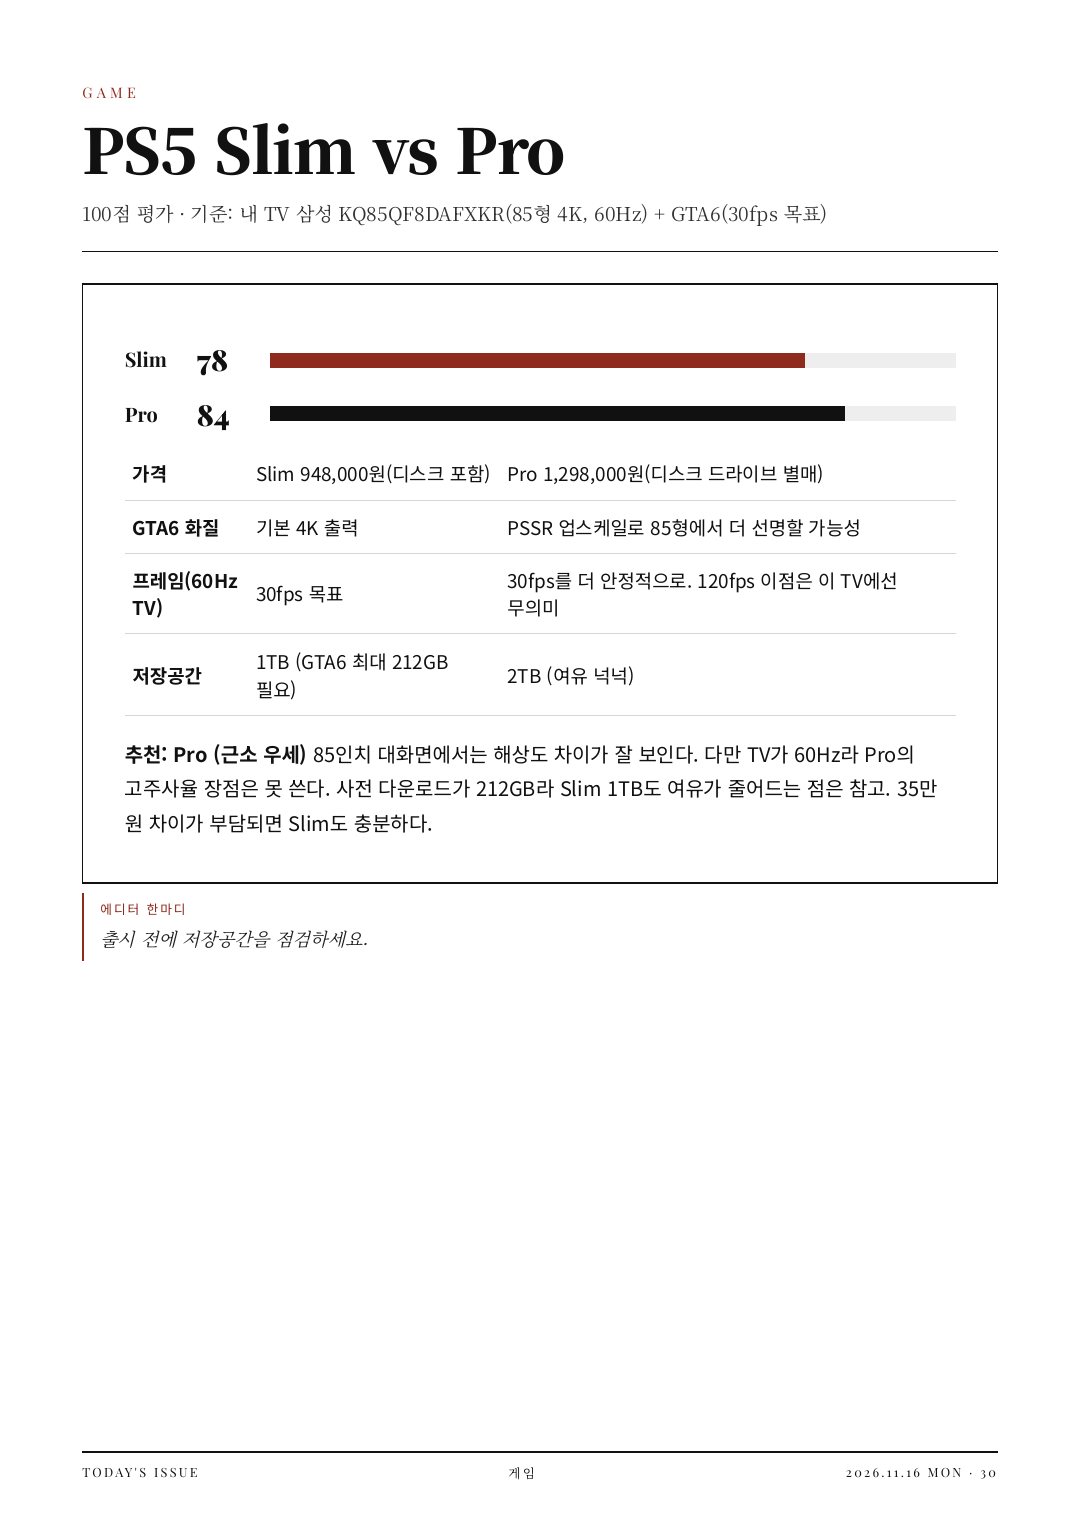 GAME
PS5 Slim vs Pro
100점 평가 · 기준: 내 TV 삼성 KQ85QF8DAFXKR(85형 4K, 60Hz) + GTA6(30fps 목표)
Slim 78
Pro 84
가격 Slim 948,000원(디스크 포함) Pro 1,298,000원(디스크 드라이브 별매)
GTA6 화질 기본 4K 출력 PSSR 업스케일로 85형에서 더 선명할 가능성
프레임(60Hz
TV)
30fps 목표
30fps를 더 안정적으로. 120fps 이점은 이 TV에선
무의미
저장공간
1TB (GTA6 최대 212GB
필요)
2TB (여유 넉넉)
추천: Pro (근소 우세) 85인치 대화면에서는 해상도 차이가 잘 보인다. 다만 TV가 60Hz라 Pro의
고주사율 장점은 못 쓴다. 사전 다운로드가 212GB라 Slim 1TB도 여유가 줄어드는 점은 참고. 35만
원 차이가 부담되면 Slim도 충분하다.
에디터 한마디
출시 전에 저장공간을 점검하세요.
TODAY'S ISSUE 게임 2026.11.16 MON · 30